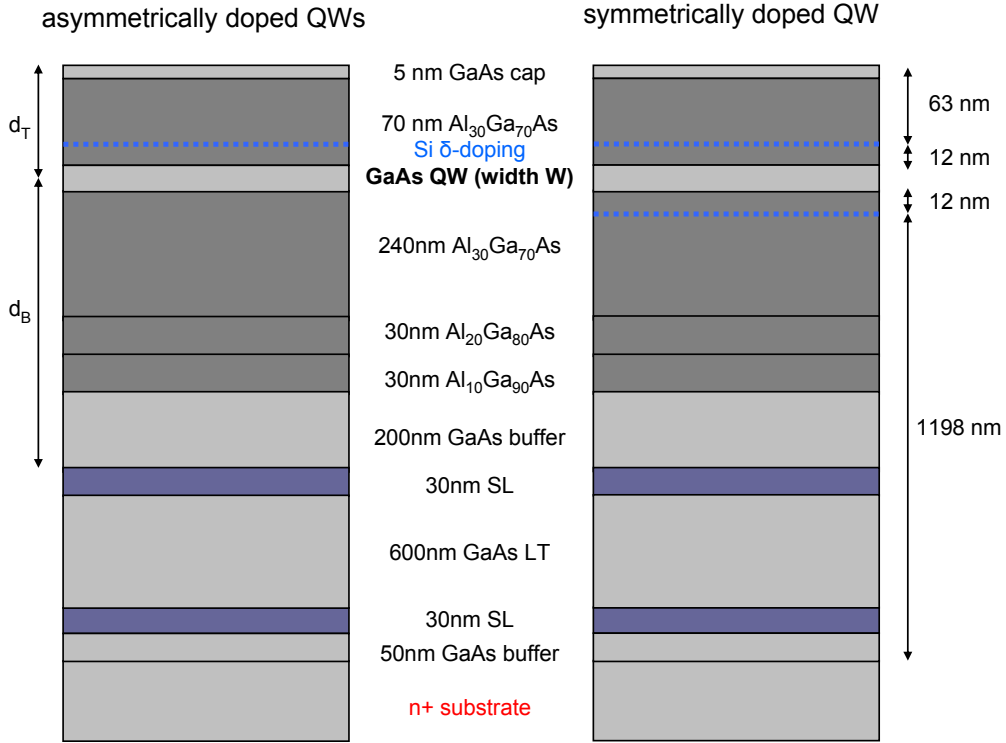 asymmetrically doped QWs
symmetrically doped QW
5 nm GaAs cap
70 nm Al₃₀Ga₇₀As
Si δ-doping
GaAs QW (width W)
240nm Al₃₀Ga₇₀As
30nm Al₂₀Ga₈₀As
30nm Al₁₀Ga₉₀As
200nm GaAs buffer
30nm SL
600nm GaAs LT
30nm SL
50nm GaAs buffer
n+ substrate
d_T
d_B
63 nm
12 nm
12 nm
1198 nm